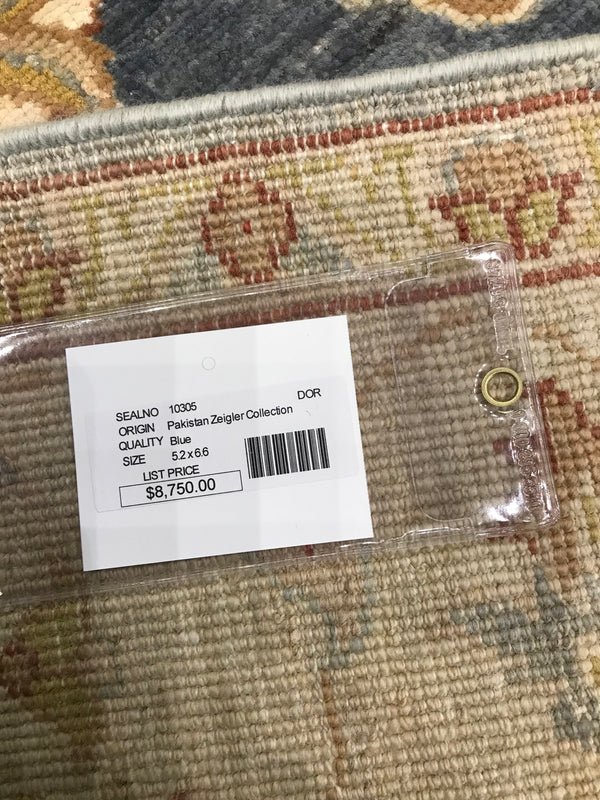 DOR
SEALNO 10305
ORIGIN Pakistan Zeigler Collection
QUALITY Blue
SIZE 5.2 x 6.6
LIST PRICE
$8,750.00